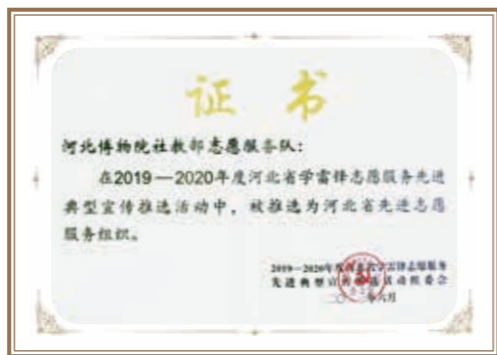 证 书
河北博物院社教部志愿服务队：
在2019—2020年度河北省学雷锋志愿服务先进
典型宣传推选活动中，被推选为河北省先进志愿
服务组织。
2019—2020年度河北省学雷锋志愿服务
先进典型宣传推选活动组委会
年六月